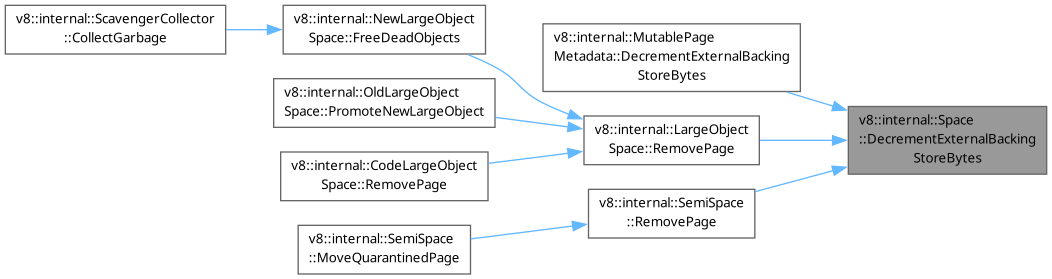 v8::internal::ScavengerCollector
::CollectGarbage
v8::internal::NewLargeObject
Space::FreeDeadObjects
v8::internal::OldLargeObject
Space::PromoteNewLargeObject
v8::internal::CodeLargeObject
Space::RemovePage
v8::internal::SemiSpace
::MoveQuarantinedPage
v8::internal::MutablePage
Metadata::DecrementExternalBacking
StoreBytes
v8::internal::LargeObject
Space::RemovePage
v8::internal::SemiSpace
::RemovePage
v8::internal::Space
::DecrementExternalBacking
StoreBytes